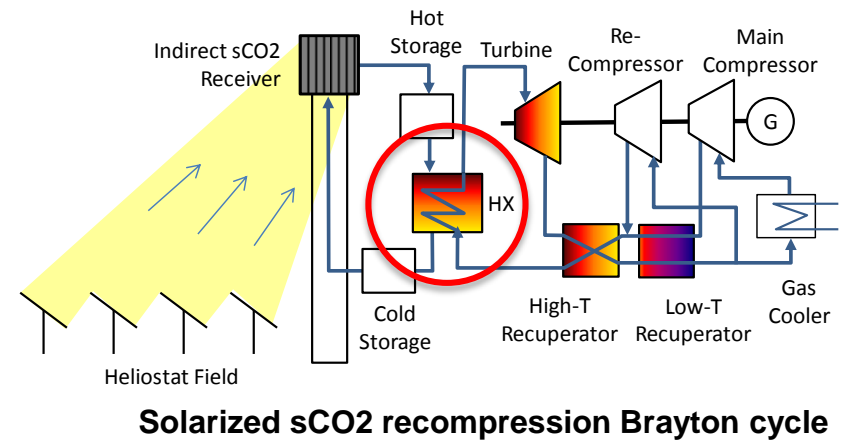 Indirect sCO2
Receiver
Hot
Storage
Turbine
Re-
Compressor
Main
Compressor
G
HX
Cold
Storage
High-T
Recuperator
Low-T
Recuperator
Gas
Cooler
Heliostat Field
Solarized sCO2 recompression Brayton cycle